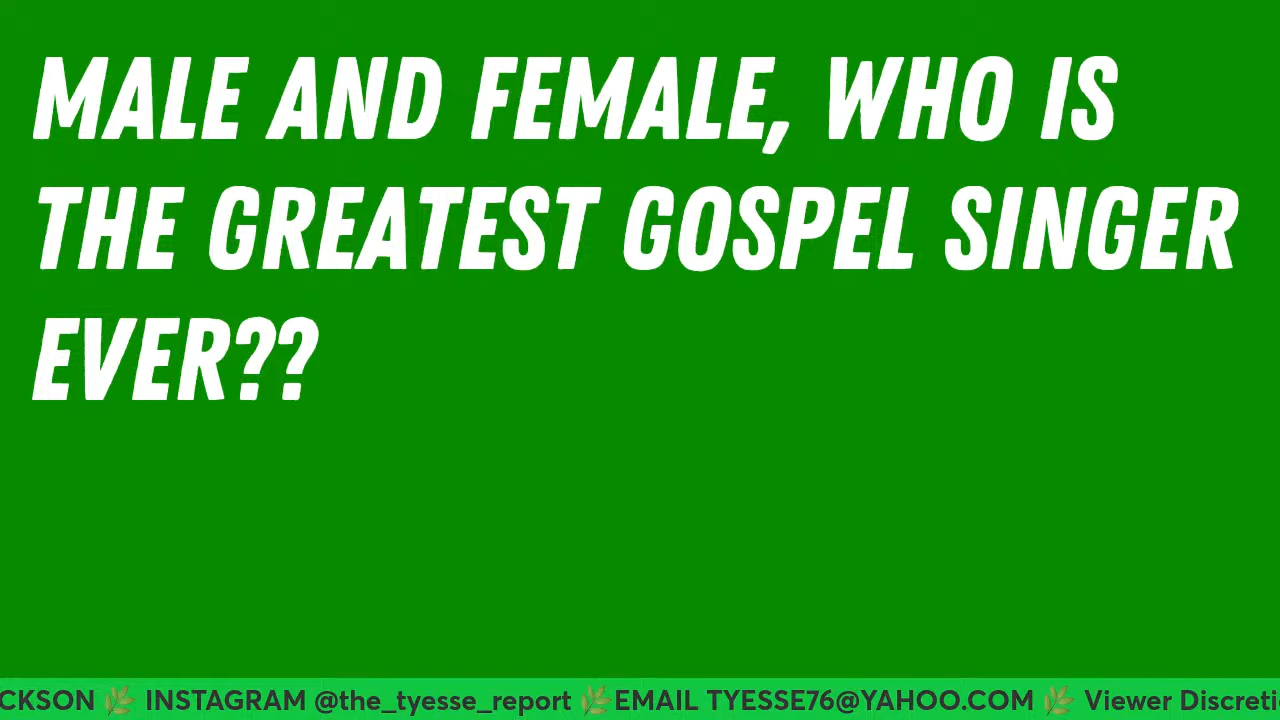 MALE AND FEMALE, WHO IS
THE GREATEST GOSPEL SINGER
EVER??
CKSON 🌿 INSTAGRAM @the_tyesse_report 🌿EMAIL TYESSE76@YAHOO.COM 🌿 Viewer Discreti